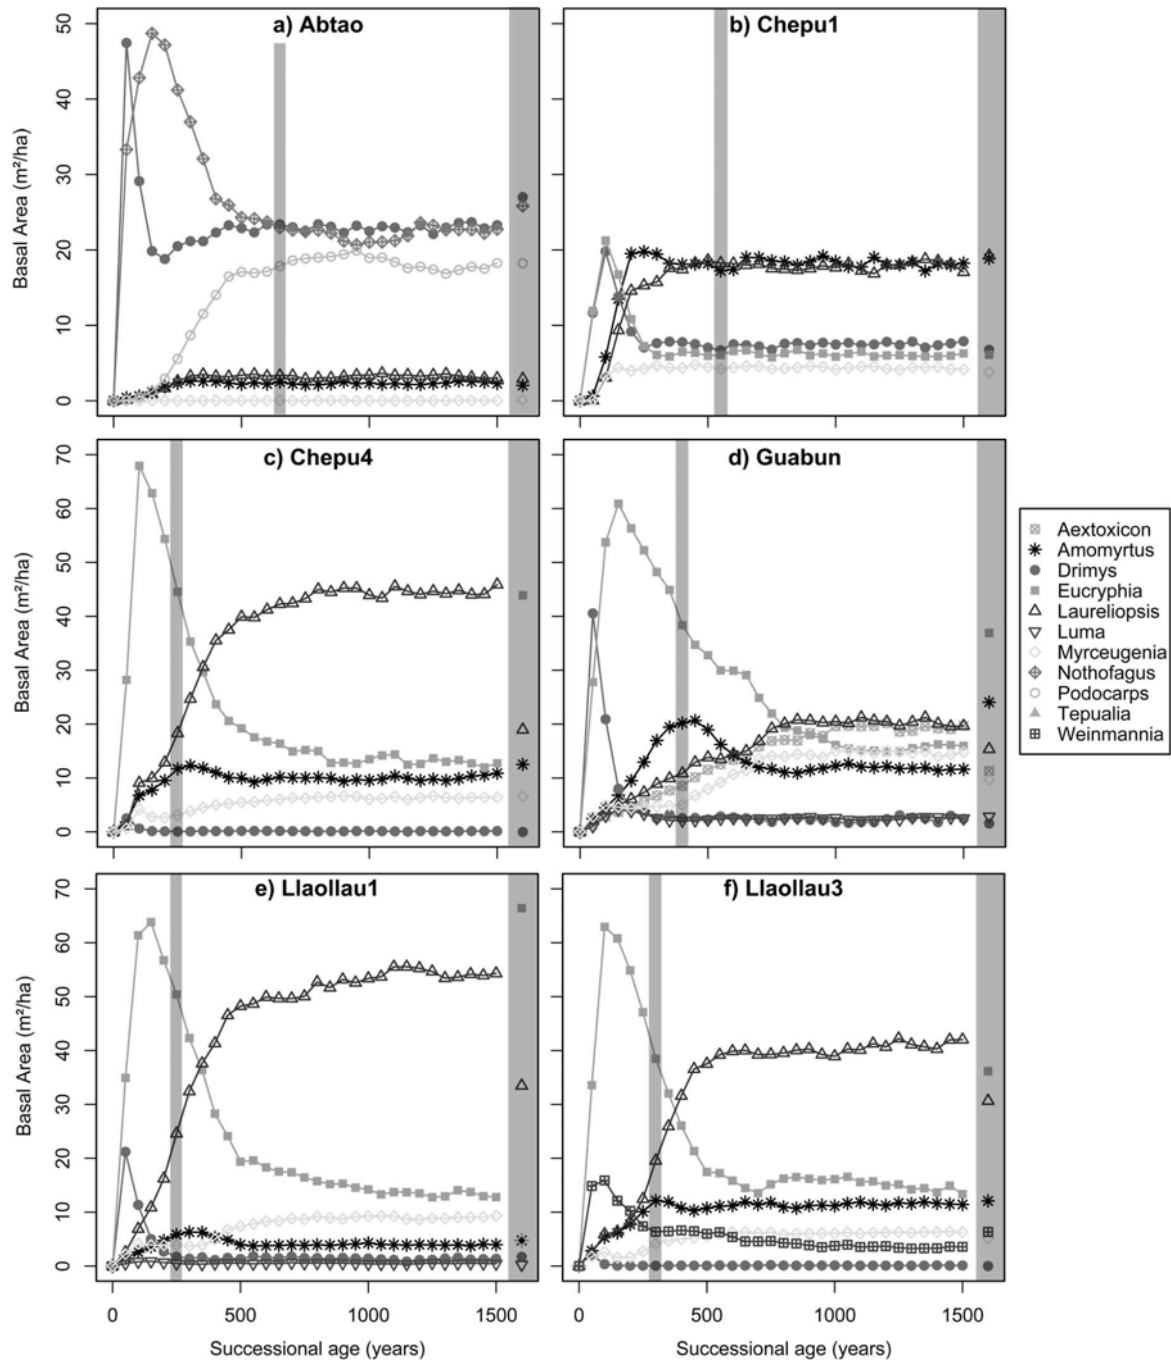 a) Abtao
b) Chepu1
50
40
30
20
10
0
Basal Area (m²/ha)
c) Chepu4
d) Guabun
70
60
50
40
30
20
10
0
Basal Area (m²/ha)
Aextoxicon
Amomyrtus
Drimys
Eucryphia
Laureliopsis
Luma
Myrceugenia
Nothofagus
Podocarps
Tepualia
Weinmannia
e) Llaollau1
f) Llaollau3
70
60
50
40
30
20
10
0
Basal Area (m²/ha)
0 500 1000 1500
0 500 1000 1500
Successional age (years)
Successional age (years)